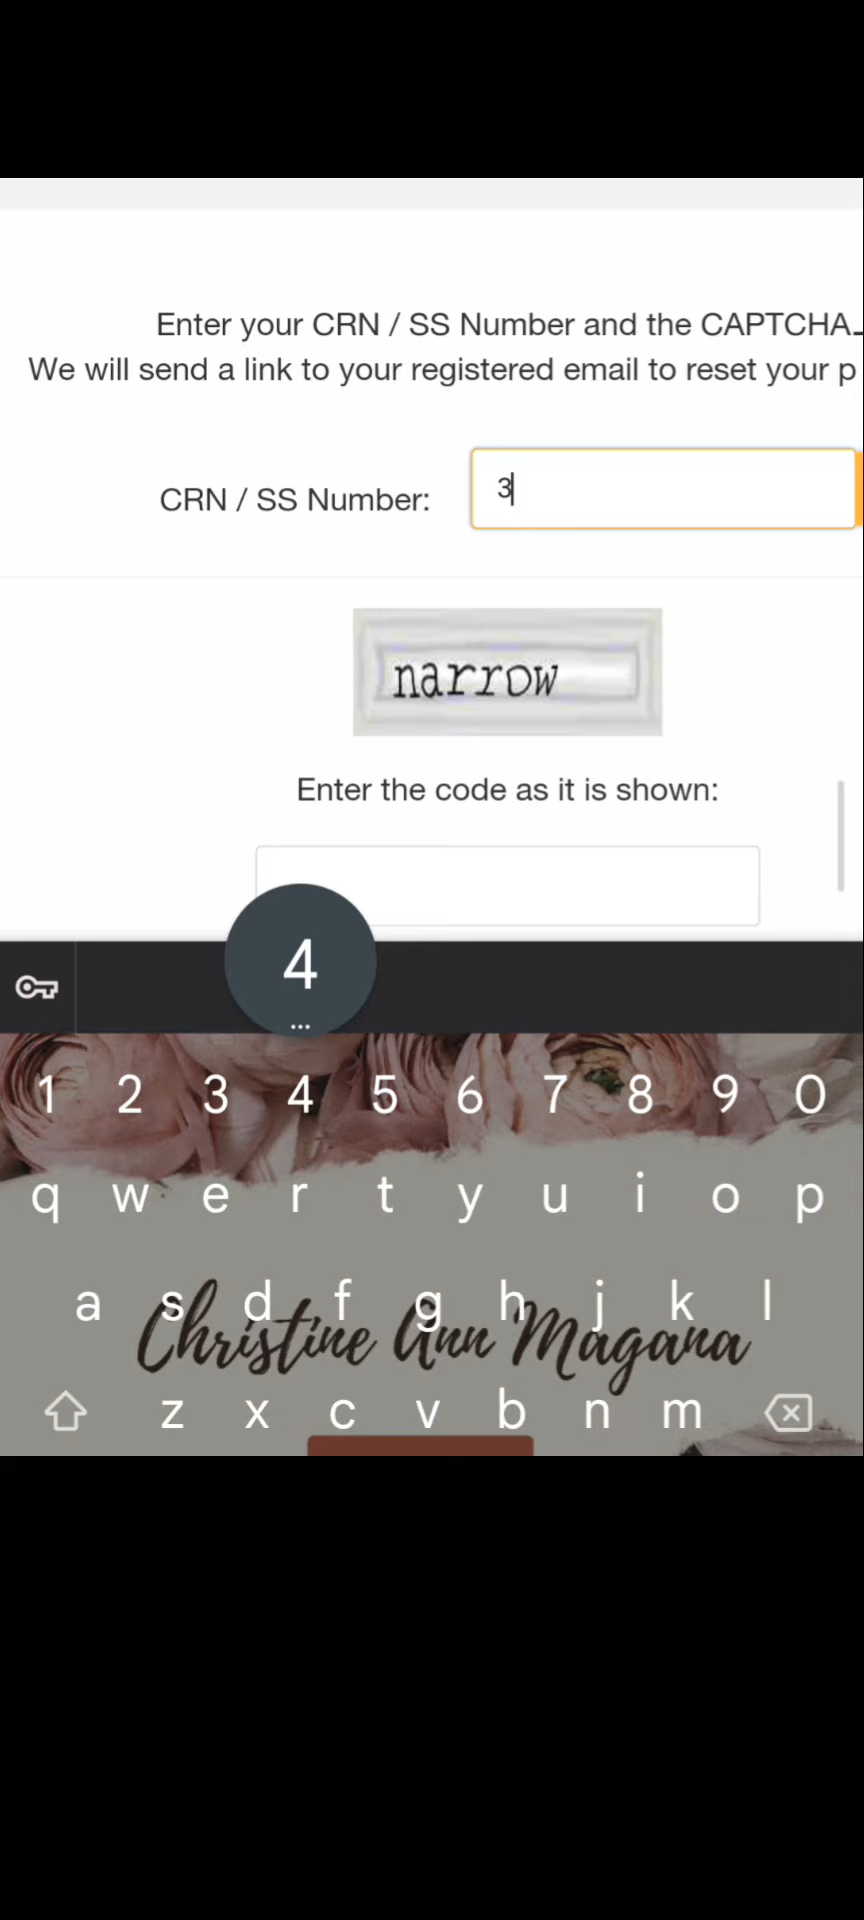 Enter your CRN / SS Number and the CAPTCHA.
We will send a link to your registered email to reset your p
CRN / SS Number: 3
narrow
Enter the code as it is shown:
4
...
1 2 3 4 5 6 7 8 9 0
q w e r t y u i o p
a s d f g h j k l
Christine Ann Magana
z x c v b n m